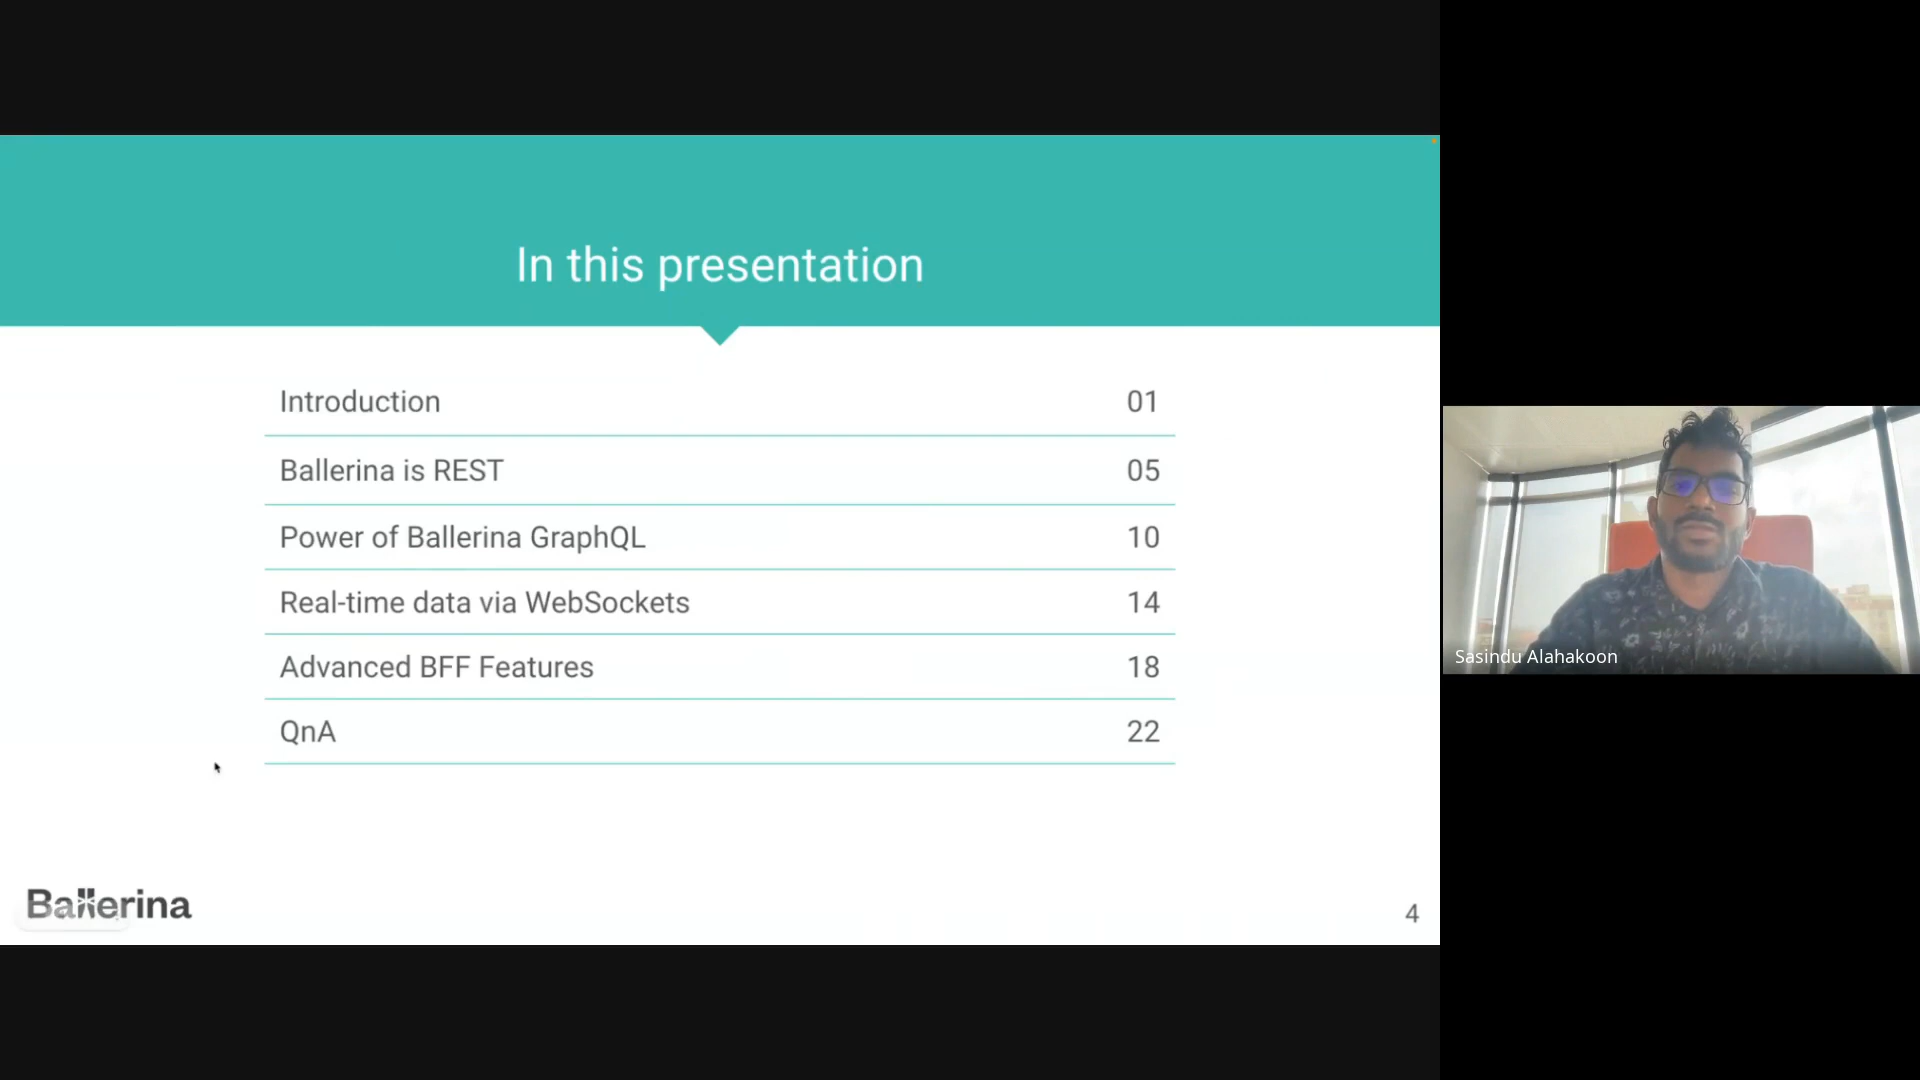 In this presentation
Introduction 01
Ballerina is REST 05
Power of Ballerina GraphQL 10
Real-time data via WebSockets 14
Advanced BFF Features 18
QnA 22
Ballerina
4
Sasindu Alahakoon